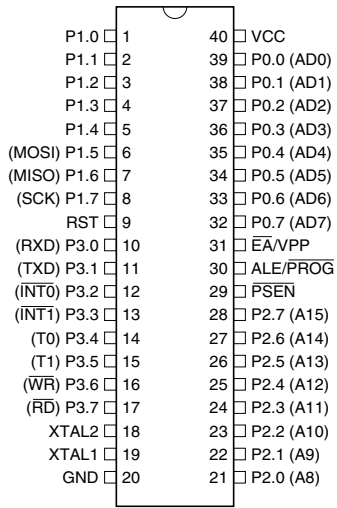 P1.0 1 40 VCC
P1.1 2 39 P0.0 (AD0)
P1.2 3 38 P0.1 (AD1)
P1.3 4 37 P0.2 (AD2)
P1.4 5 36 P0.3 (AD3)
(MOSI) P1.5 6 35 P0.4 (AD4)
(MISO) P1.6 7 34 P0.5 (AD5)
(SCK) P1.7 8 33 P0.6 (AD6)
RST 9 32 P0.7 (AD7)
(RXD) P3.0 10 31 E̅A̅/VPP
(TXD) P3.1 11 30 ALE/P̅R̅O̅G̅
(I̅N̅T̅0̅) P3.2 12 29 P̅S̅E̅N̅
(I̅N̅T̅1̅) P3.3 13 28 P2.7 (A15)
(T0) P3.4 14 27 P2.6 (A14)
(T1) P3.5 15 26 P2.5 (A13)
(W̅R̅) P3.6 16 25 P2.4 (A12)
(R̅D̅) P3.7 17 24 P2.3 (A11)
XTAL2 18 23 P2.2 (A10)
XTAL1 19 22 P2.1 (A9)
GND 20 21 P2.0 (A8)